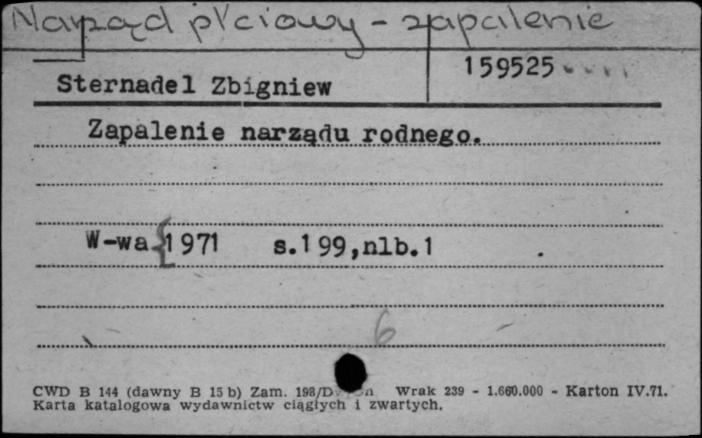 Narząd płciowy - zapalenie
159525
Sternadel Zbigniew
Zapalenie narządu rodnego.
W-wa {1971 s.199,nlb.1
6
CWD B 144 (dawny B 15 b) Zam. Wrak 239 - 1.660.000 - Karton IV.71.
Karta katalogowa wydawnictw ciągłych i zwartych.